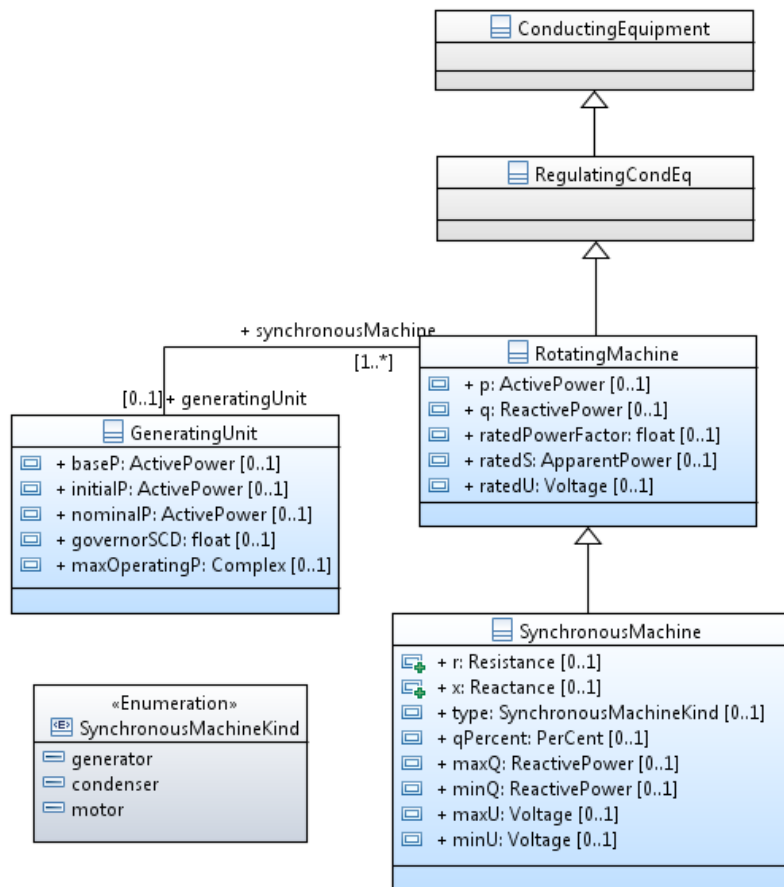 ConductingEquipment
RegulatingCondEq
+ synchronousMachine
[1..*]
[0..1] + generatingUnit
RotatingMachine
+ p: ActivePower [0..1]
+ q: ReactivePower [0..1]
+ ratedPowerFactor: float [0..1]
+ ratedS: ApparentPower [0..1]
+ ratedU: Voltage [0..1]
GeneratingUnit
+ baseP: ActivePower [0..1]
+ initialP: ActivePower [0..1]
+ nominalP: ActivePower [0..1]
+ governorSCD: float [0..1]
+ maxOperatingP: Complex [0..1]
SynchronousMachine
+ r: Resistance [0..1]
+ x: Reactance [0..1]
+ type: SynchronousMachineKind [0..1]
+ qPercent: PerCent [0..1]
+ maxQ: ReactivePower [0..1]
+ minQ: ReactivePower [0..1]
+ maxU: Voltage [0..1]
+ minU: Voltage [0..1]
«Enumeration»
<E> SynchronousMachineKind
generator
condenser
motor